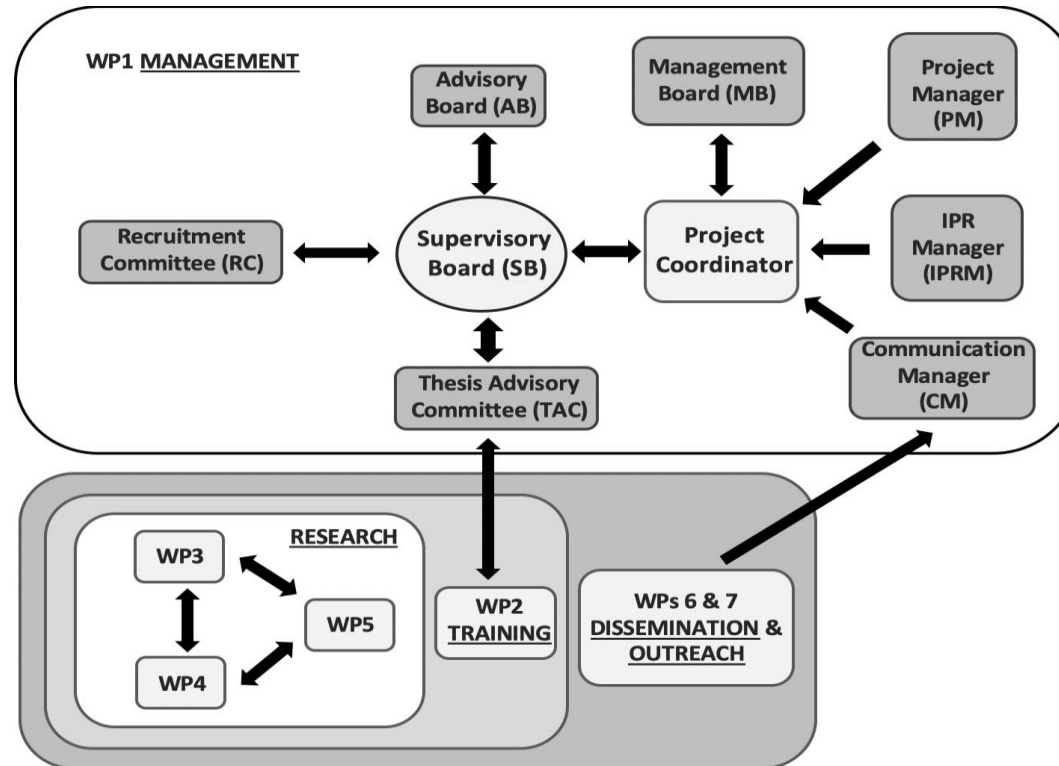 WP1 MANAGEMENT
Advisory
Board (AB)
Management
Board (MB)
Project
Manager
(PM)
Recruitment
Committee (RC)
Supervisory
Board (SB)
Project
Coordinator
IPR
Manager
(IPRM)
Thesis Advisory
Committee (TAC)
Communication
Manager
(CM)
RESEARCH
WP3
WP5
WP4
WP2
TRAINING
WPs 6 & 7
DISSEMINATION &
OUTREACH